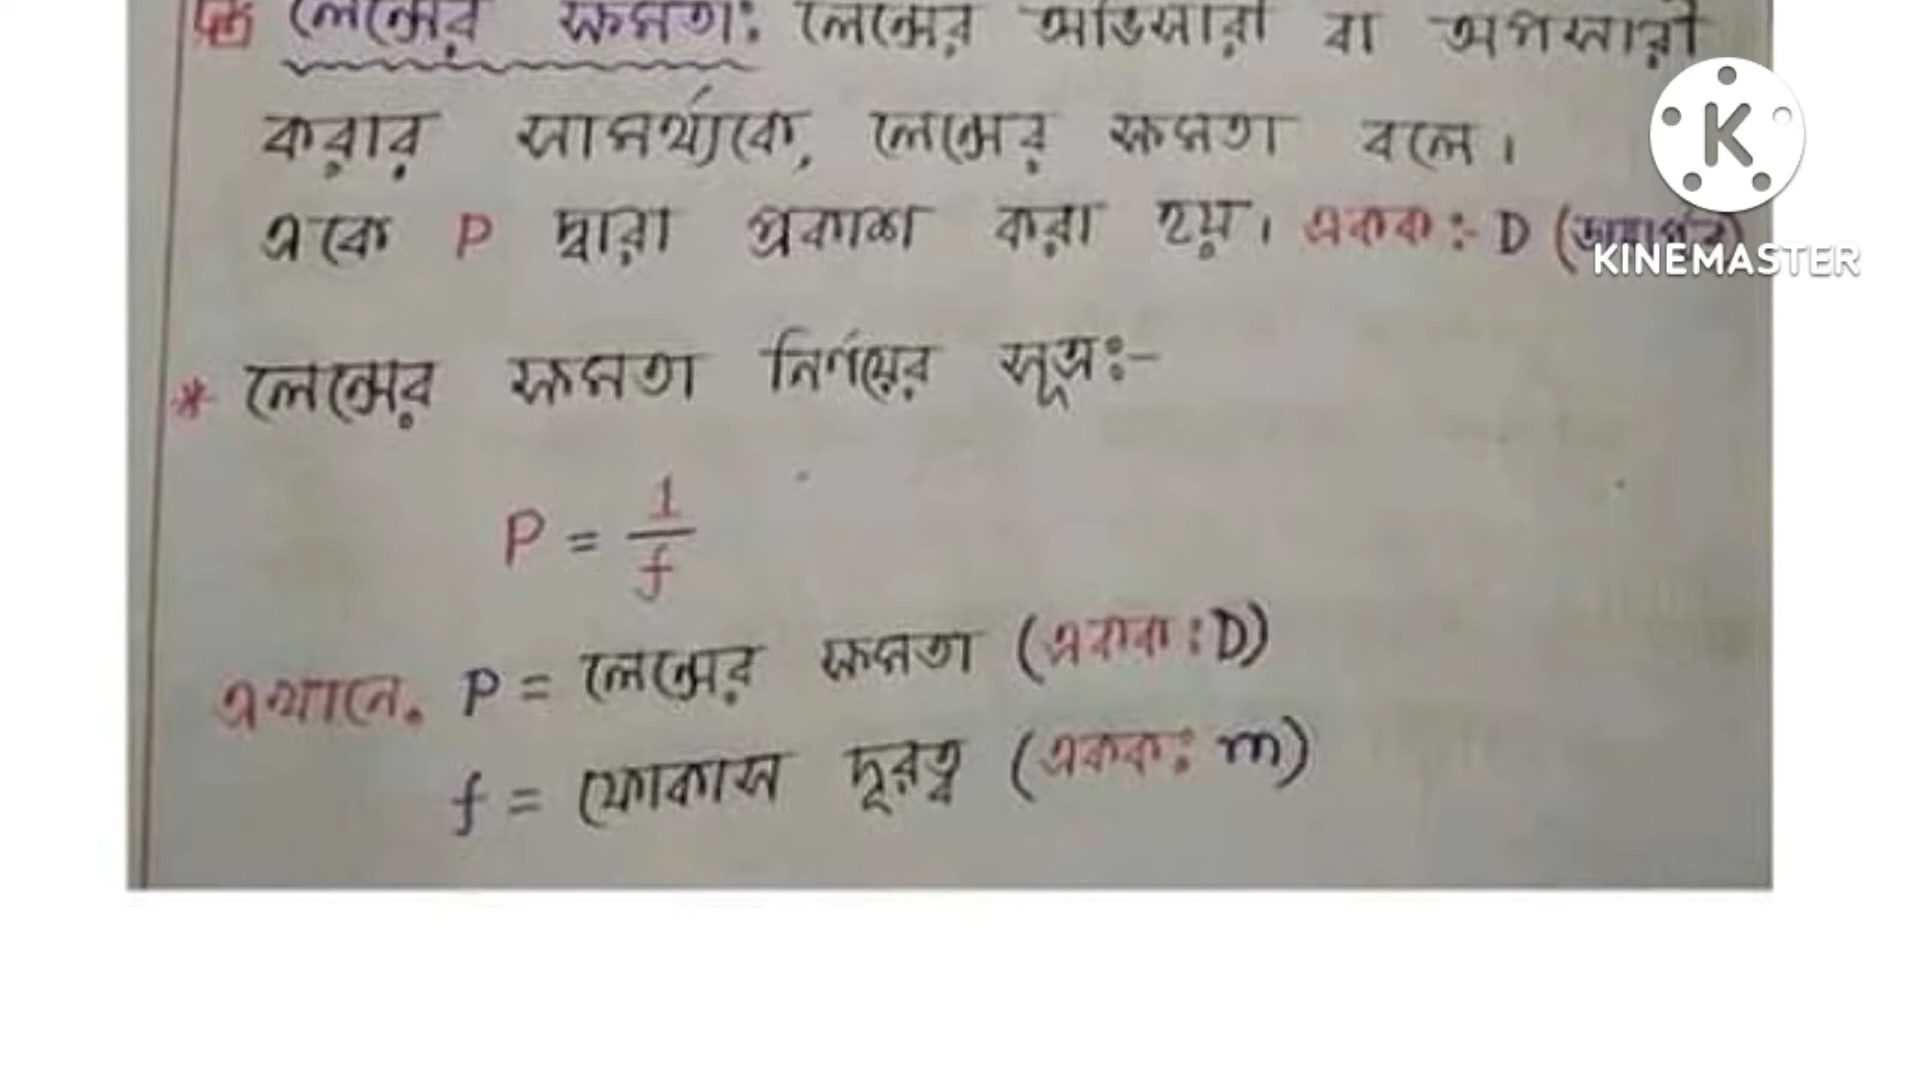 লেন্সের ক্ষমতা: লেন্সের অভিসারী বা অপসারী
করার সামর্থ্যকে, লেন্সের ক্ষমতা বলে।
একে P দ্বারা প্রকাশ করা হয়। একক:- D (ডায়াপ্টার)
K
KINEMASTER
* লেন্সের ক্ষমতা নির্ণয়ের সূত্র:-
P = 1/f
এখানে. P = লেন্সের ক্ষমতা (একক: D)
f = ফোকাস দূরত্ব (একক: m)